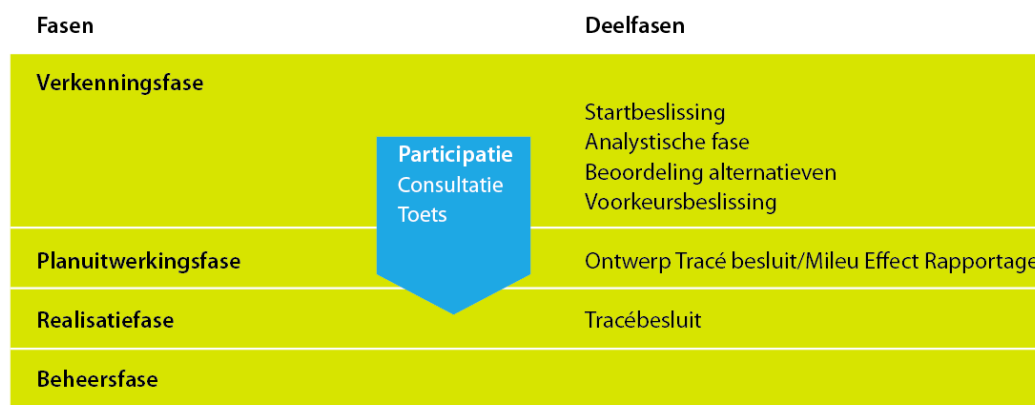 Fasen
Deelfasen
Verkenningsfase
Startbeslissing
Analystische fase
Beoordeling alternatieven
Voorkeursbeslissing
Participatie
Consultatie
Toets
Planuitwerkingsfase
Ontwerp Tracé besluit/Mileu Effect Rapportage
Realisatiefase
Tracébesluit
Beheersfase